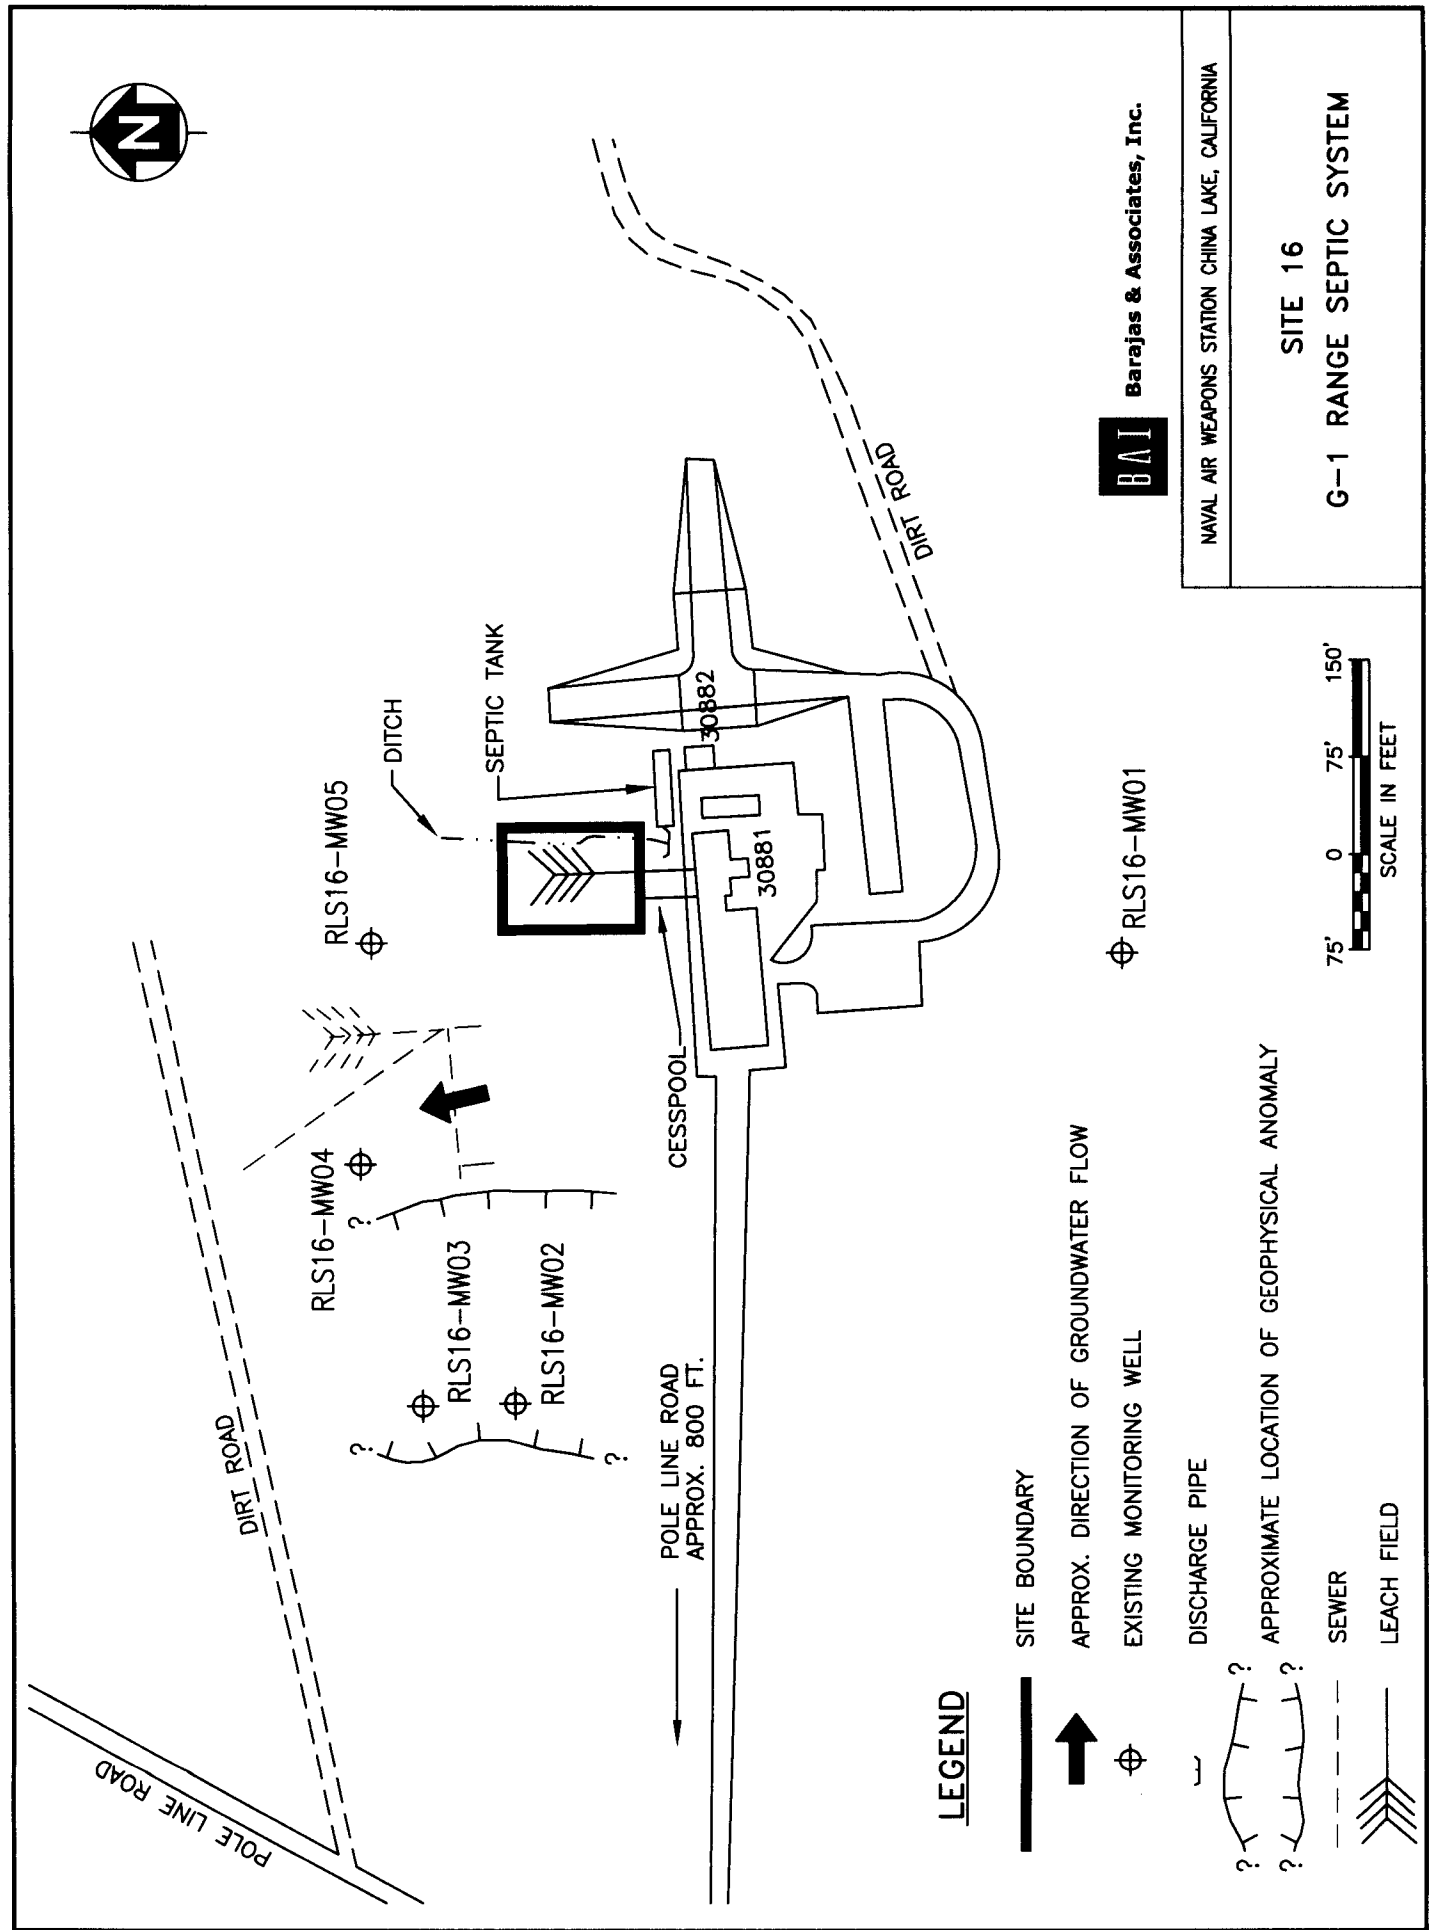 N
POLE LINE ROAD
DIRT ROAD
RLS16-MW04
RLS16-MW05
?
?
?
RLS16-MW03
RLS16-MW02
DITCH
SEPTIC TANK
CESSPOOL
30882
30881
DIRT ROAD
POLE LINE ROAD
APPROX. 800 FT.
RLS16-MW01
LEGEND
SITE BOUNDARY
APPROX. DIRECTION OF GROUNDWATER FLOW
EXISTING MONITORING WELL
DISCHARGE PIPE
? ?
APPROXIMATE LOCATION OF GEOPHYSICAL ANOMALY
? ?
SEWER
LEACH FIELD
75' 0 75' 150'
SCALE IN FEET
BAI Barajas & Associates, Inc.
NAVAL AIR WEAPONS STATION CHINA LAKE, CALIFORNIA
SITE 16
G-1 RANGE SEPTIC SYSTEM